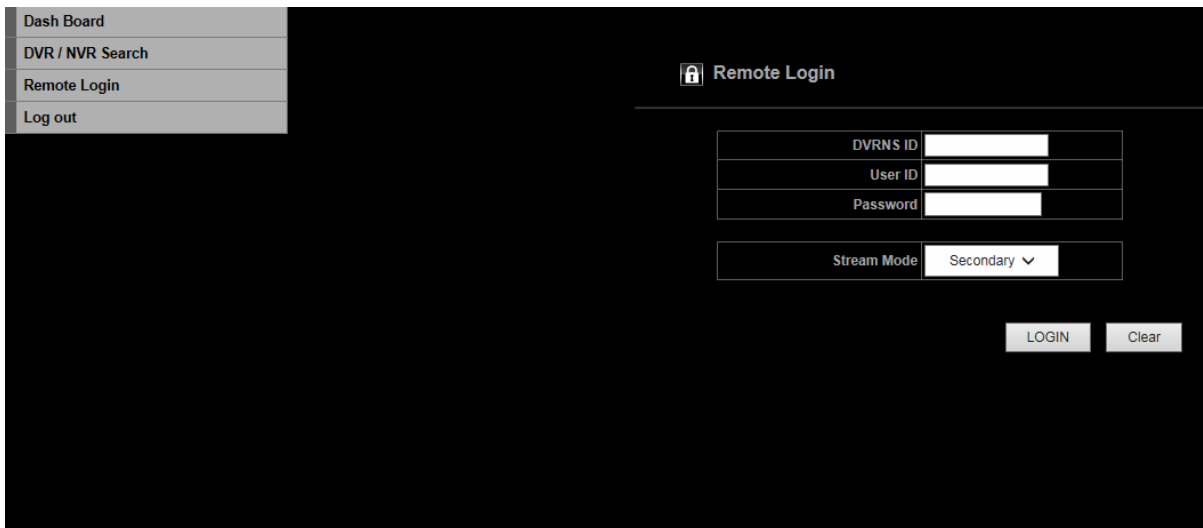 Dash Board
DVR / NVR Search
Remote Login
Log out
Remote Login
DVRNS ID
User ID
Password
Stream Mode Secondary
LOGIN Clear